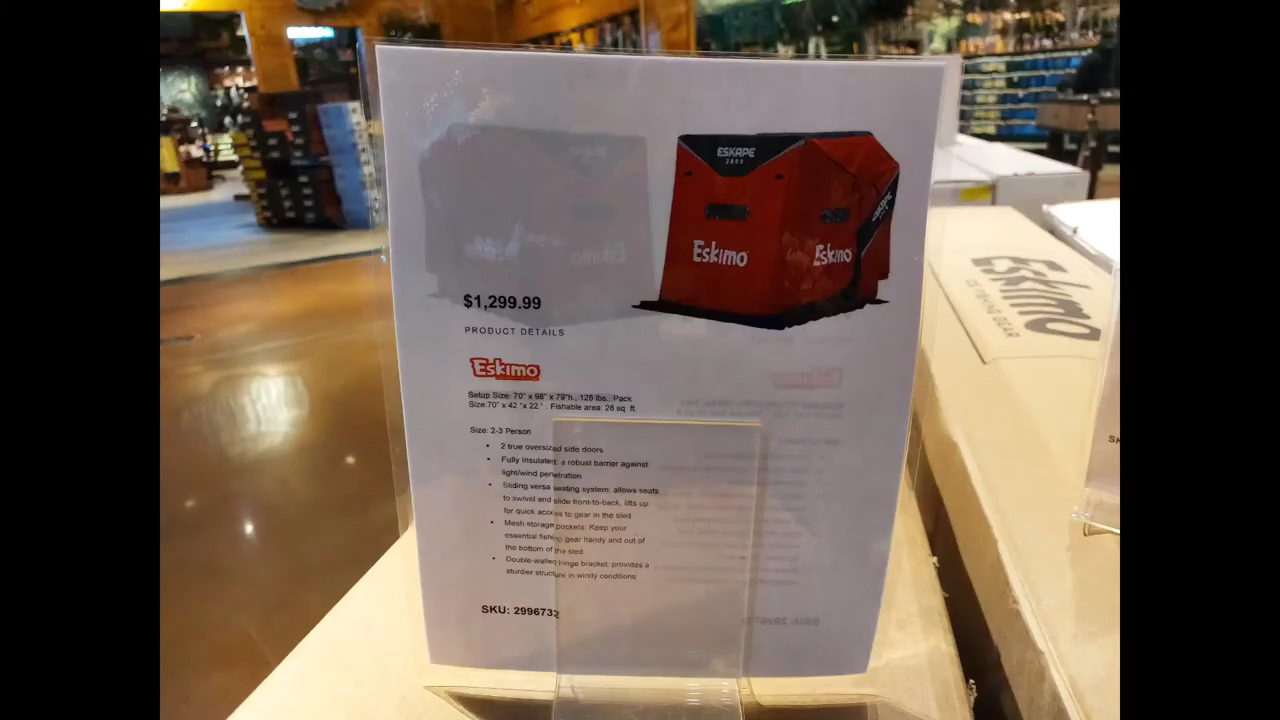 ESKAPE
2600
ESKAPE
Eskimo
Eskimo
$1,299.99
PRODUCT DETAILS
Eskimo
Setup Size: 70" x 98" x 79"h., 128 lbs. Pack
Size.70" x 42 "x 22 " . Fishable area: 28 sq. ft.
Size: 2-3 Person
• 2 true oversized side doors
• Fully Insulated: a robust barrier against
light/wind penetration
• Sliding versa seating system: allows seats
to swivel and slide front-to-back, lifts up
for quick access to gear in the sled
• Mesh storage pockets: Keep your
essential fishing gear handy and out of
the bottom of the sled
• Double-walled hinge bracket: provides a
sturdier structure in windy conditions
SKU: 2996732
Eskimo
ICE FISHING GEAR
SK